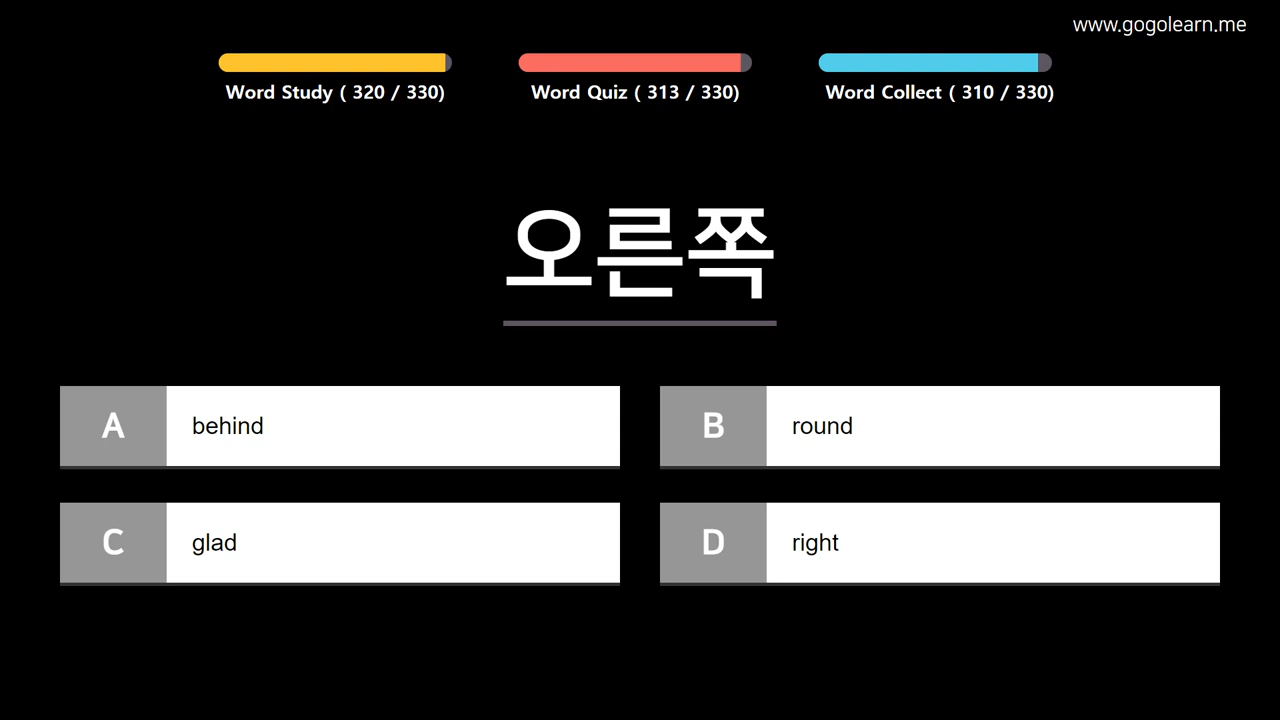 www.gogolearn.me
Word Study ( 320 / 330)
Word Quiz ( 313 / 330)
Word Collect ( 310 / 330)
오른쪽
A behind
B round
C glad
D right